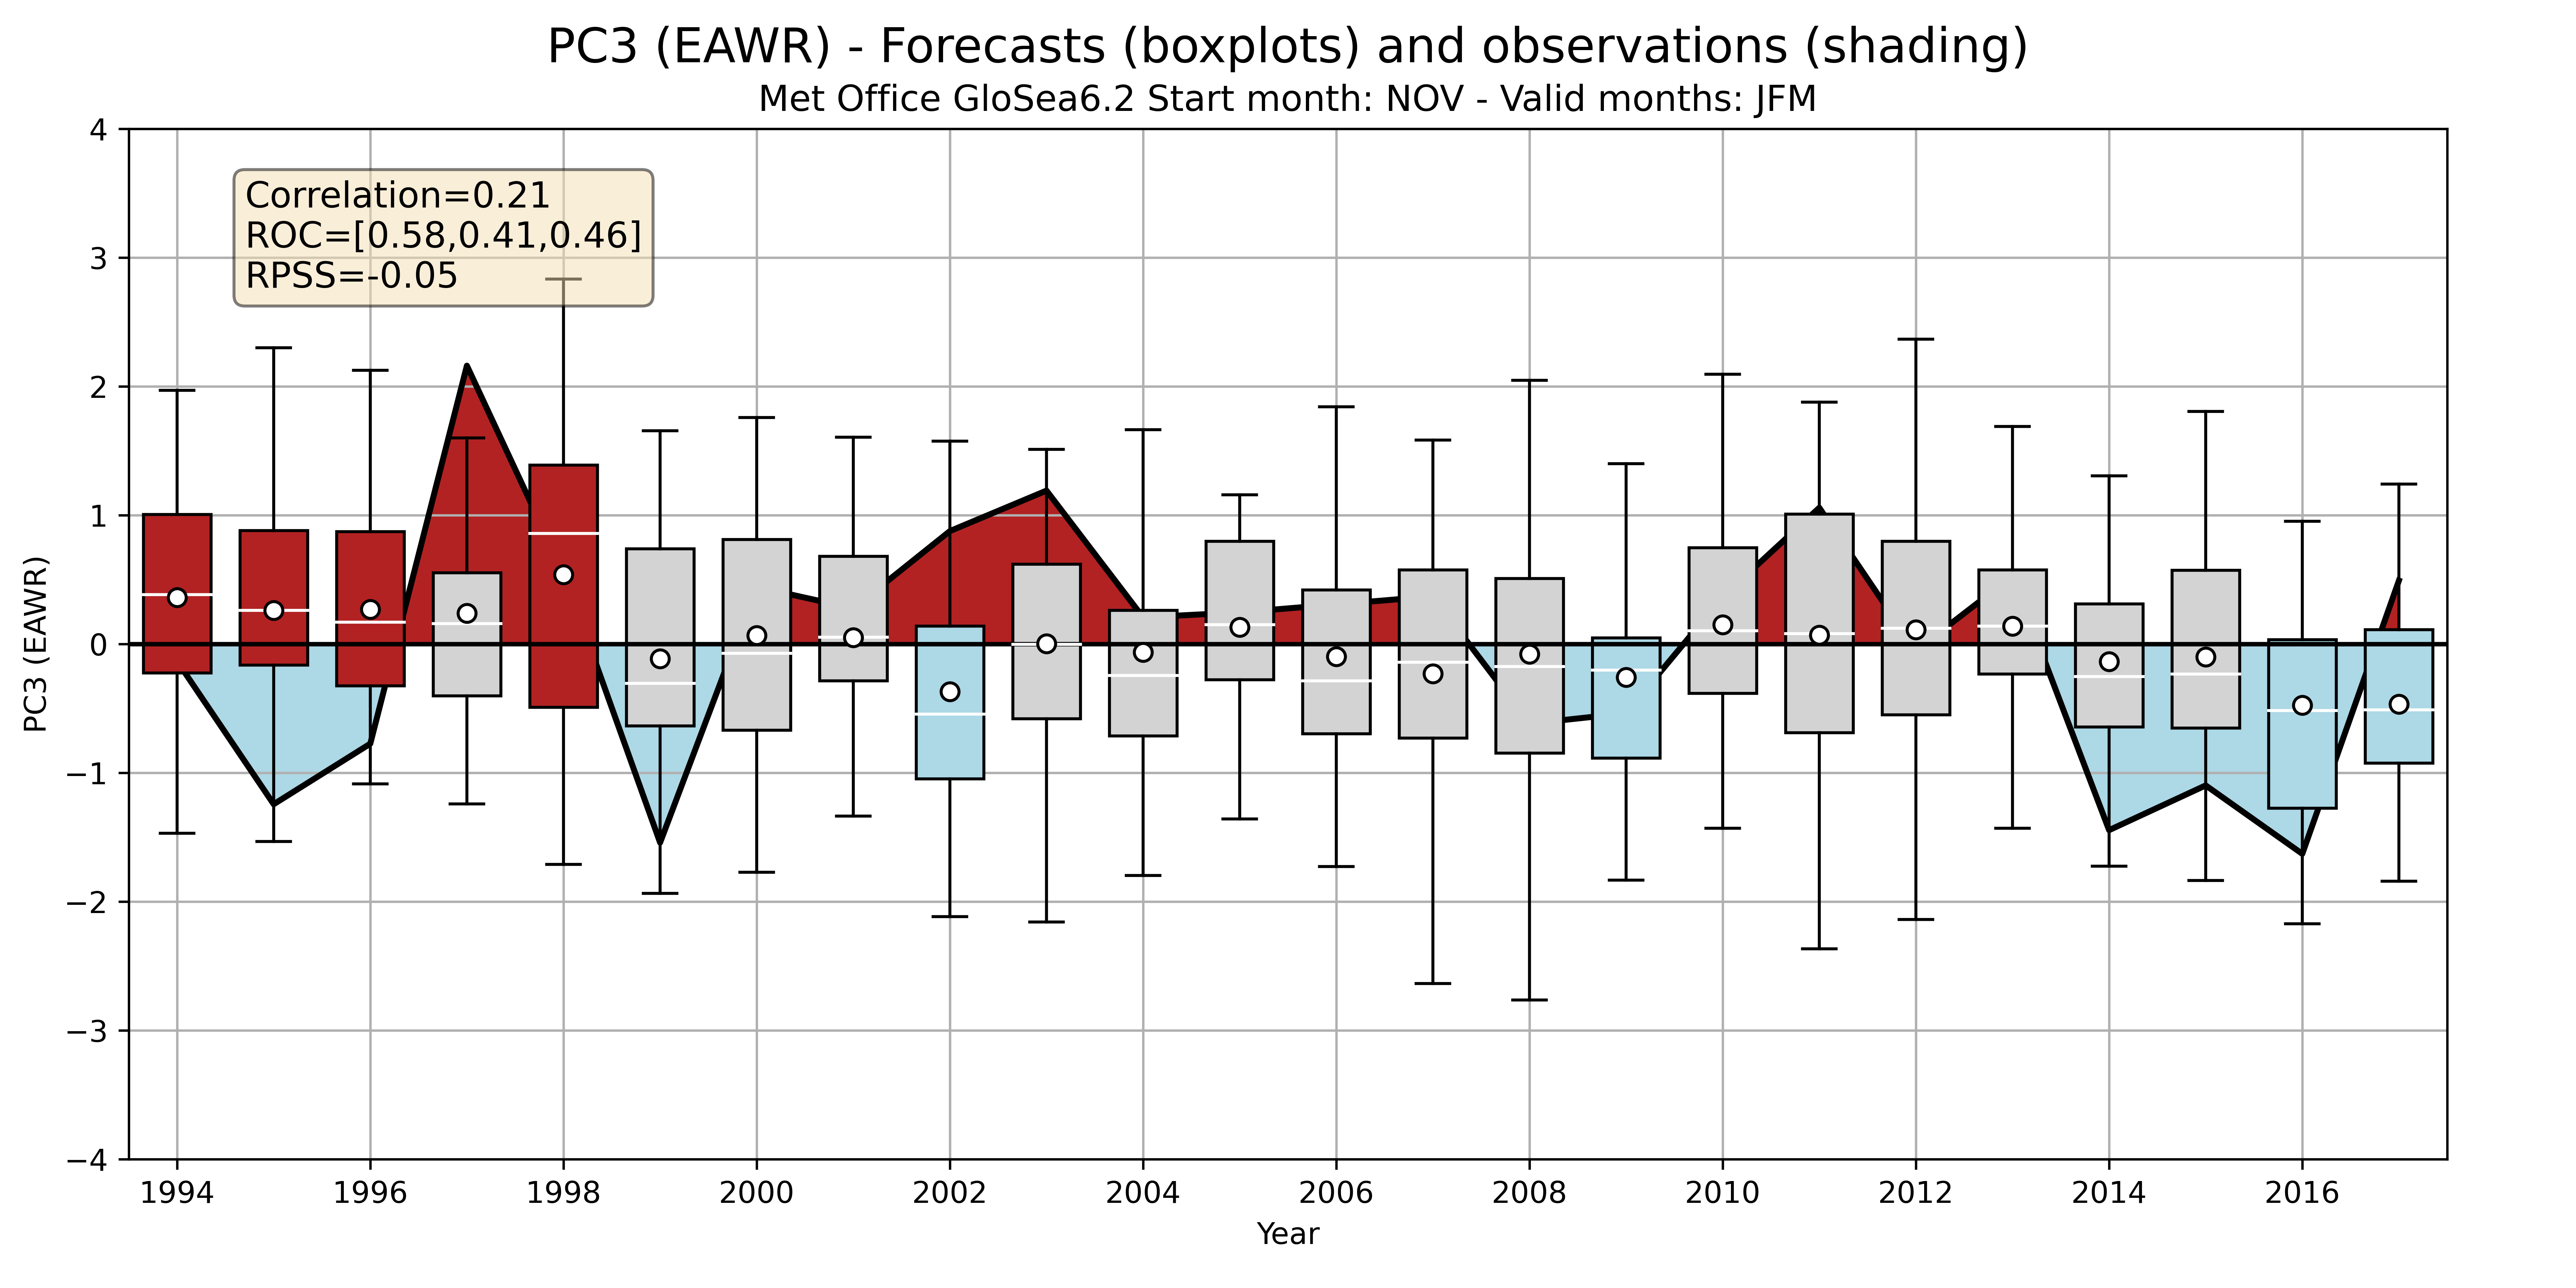 PC3 (EAWR) - Forecasts (boxplots) and observations (shading)
Met Office GloSea6.2 Start month: NOV - Valid months: JFM
Correlation=0.21
ROC=[0.58,0.41,0.46]
RPSS=-0.05
PC3 (EAWR)
4
3
2
1
0
−1
−2
−3
−4
1994 1996 1998 2000 2002 2004 2006 2008 2010 2012 2014 2016
Year